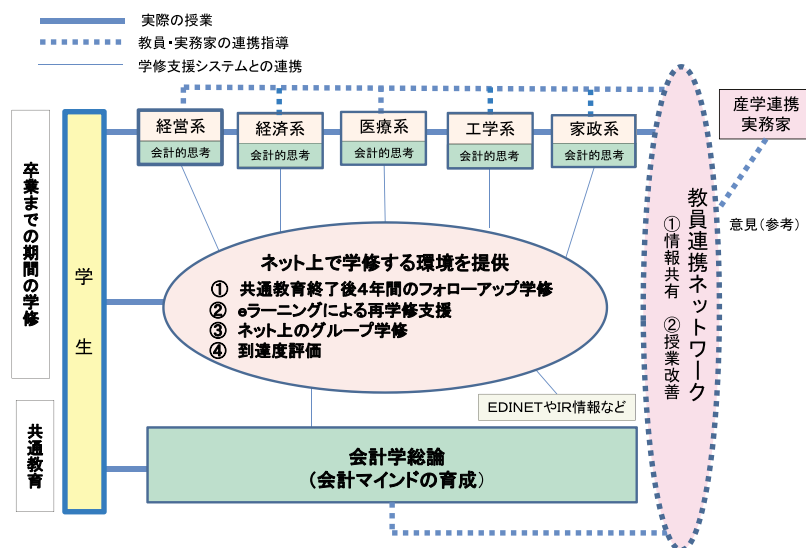 実際の授業
教員・実務家の連携指導
学修支援システムとの連携
卒業までの期間の学修
共通教育
学生
経営系
会計的思考
経済系
会計的思考
医療系
会計的思考
工学系
会計的思考
家政系
会計的思考
ネット上で学修する環境を提供
① 共通教育終了後4年間のフォローアップ学修
② eラーニングによる再学修支援
③ ネット上のグループ学修
④ 到達度評価
EDINETやIR情報など
会計学総論
(会計マインドの育成)
教員連携ネットワーク
①情報共有 ②授業改善
産学連携
実務家
意見(参考)